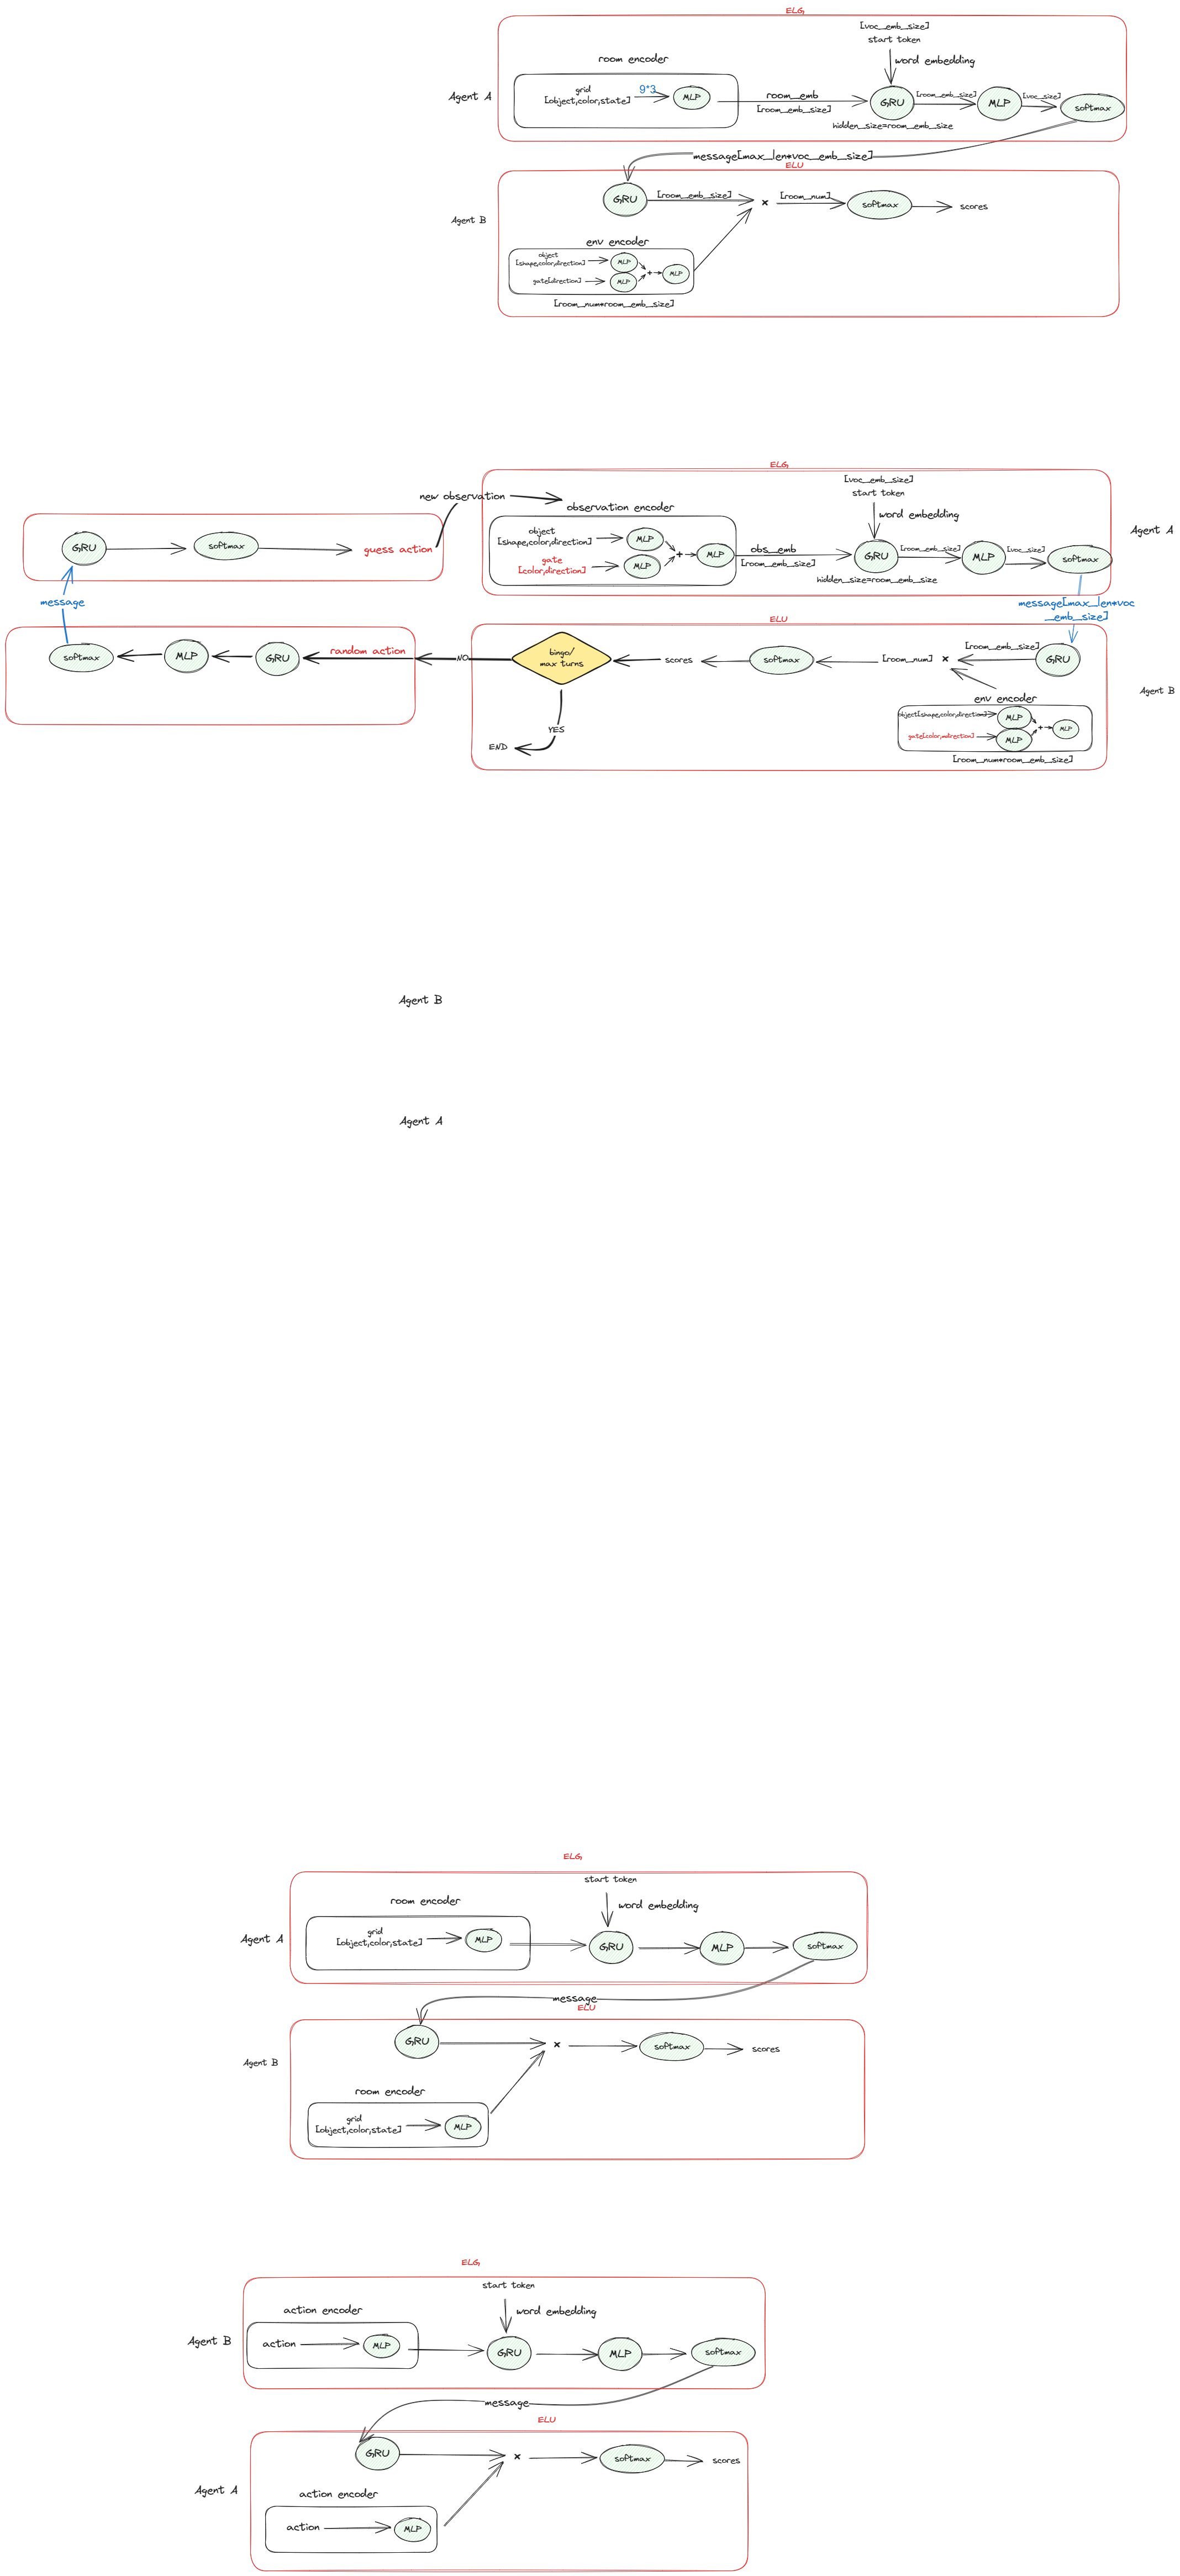 ELG
[voc_emb_size]
start token
word embedding
room encoder
Agent A
grid
[object,color,state]
9*3
MLP
room_emb
[room_emb_size]
GRU
hidden_size=room_emb_size
[room_emb_size]
MLP
[voc_size]
softmax
message[max_len*voc_emb_size]
ELU
Agent B
GRU
[room_emb_size]
×
[room_num]
softmax
scores
env encoder
object
[shape,color,direction]
MLP
gate[direction]
MLP
+
MLP
[room_num*room_emb_size]
ELG
[voc_emb_size]
start token
word embedding
new observation
observation encoder
object
[shape,color,direction]
MLP
gate
[color,direction]
MLP
+
MLP
obs_emb
[room_emb_size]
GRU
hidden_size=room_emb_size
[room_emb_size]
MLP
[voc_size]
softmax
Agent A
GRU
softmax
guess action
message
message[max_len*voc
_emb_size]
ELU
softmax
MLP
GRU
random action
NO
bingo/
max turns
YES
END
scores
softmax
[room_num]
×
[room_emb_size]
GRU
Agent B
env encoder
object[shape,color,direction]
MLP
gate[color,mdirection]
MLP
+
MLP
[room_num*room_emb_size]
Agent B
Agent A
ELG
start token
word embedding
room encoder
Agent A
grid
[object,color,state]
MLP
GRU
MLP
softmax
message
ELU
Agent B
GRU
×
softmax
scores
room encoder
grid
[object,color,state]
MLP
ELG
start token
word embedding
action encoder
Agent B
action
MLP
GRU
MLP
softmax
message
ELU
Agent A
GRU
×
softmax
scores
action encoder
action
MLP